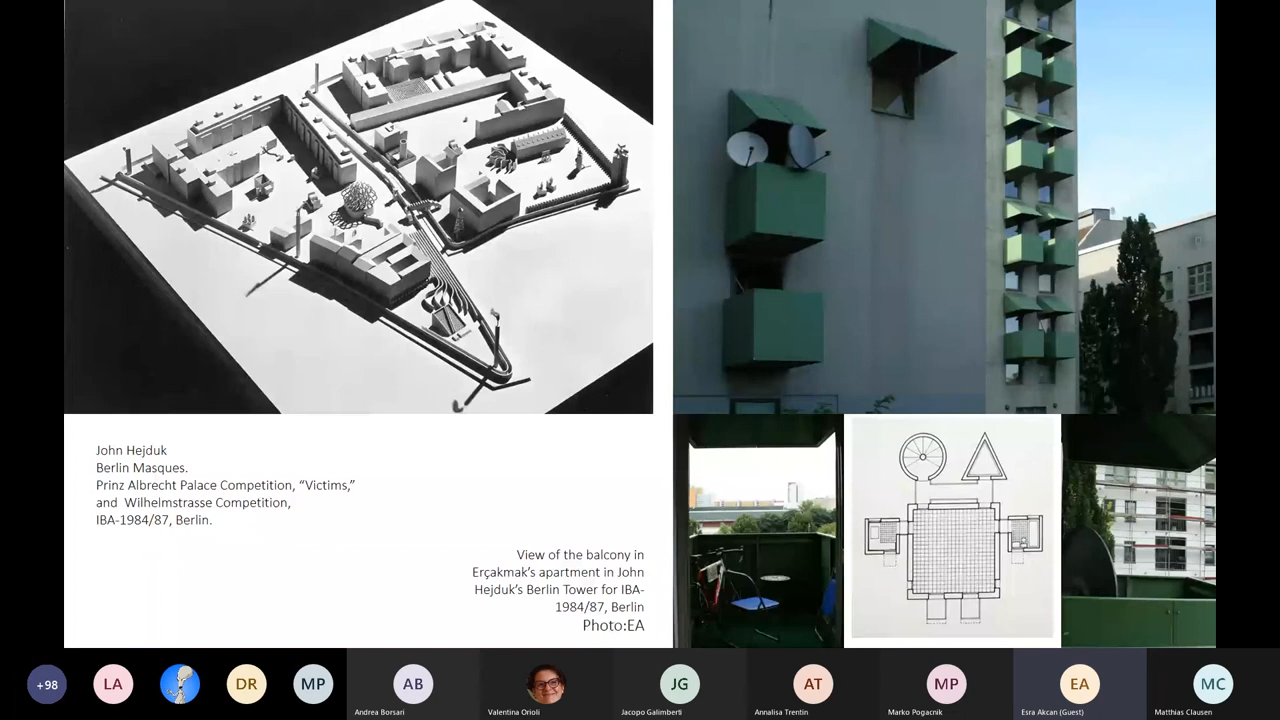 John Hejduk
Berlin Masques.
Prinz Albrecht Palace Competition, “Victims,”
and Wilhelmstrasse Competition,
IBA-1984/87, Berlin.
View of the balcony in
Erçakmak’s apartment in John
Hejduk’s Berlin Tower for IBA-
1984/87, Berlin
Photo:EA
+98
LA
DR
MP
AB
JG
AT
MP
EA
MC
Andrea Borsari
Valentina Orioli
Jacopo Galimberti
Annalisa Trentin
Marko Pogacnik
Esra Akcan (Guest)
Matthias Clausen